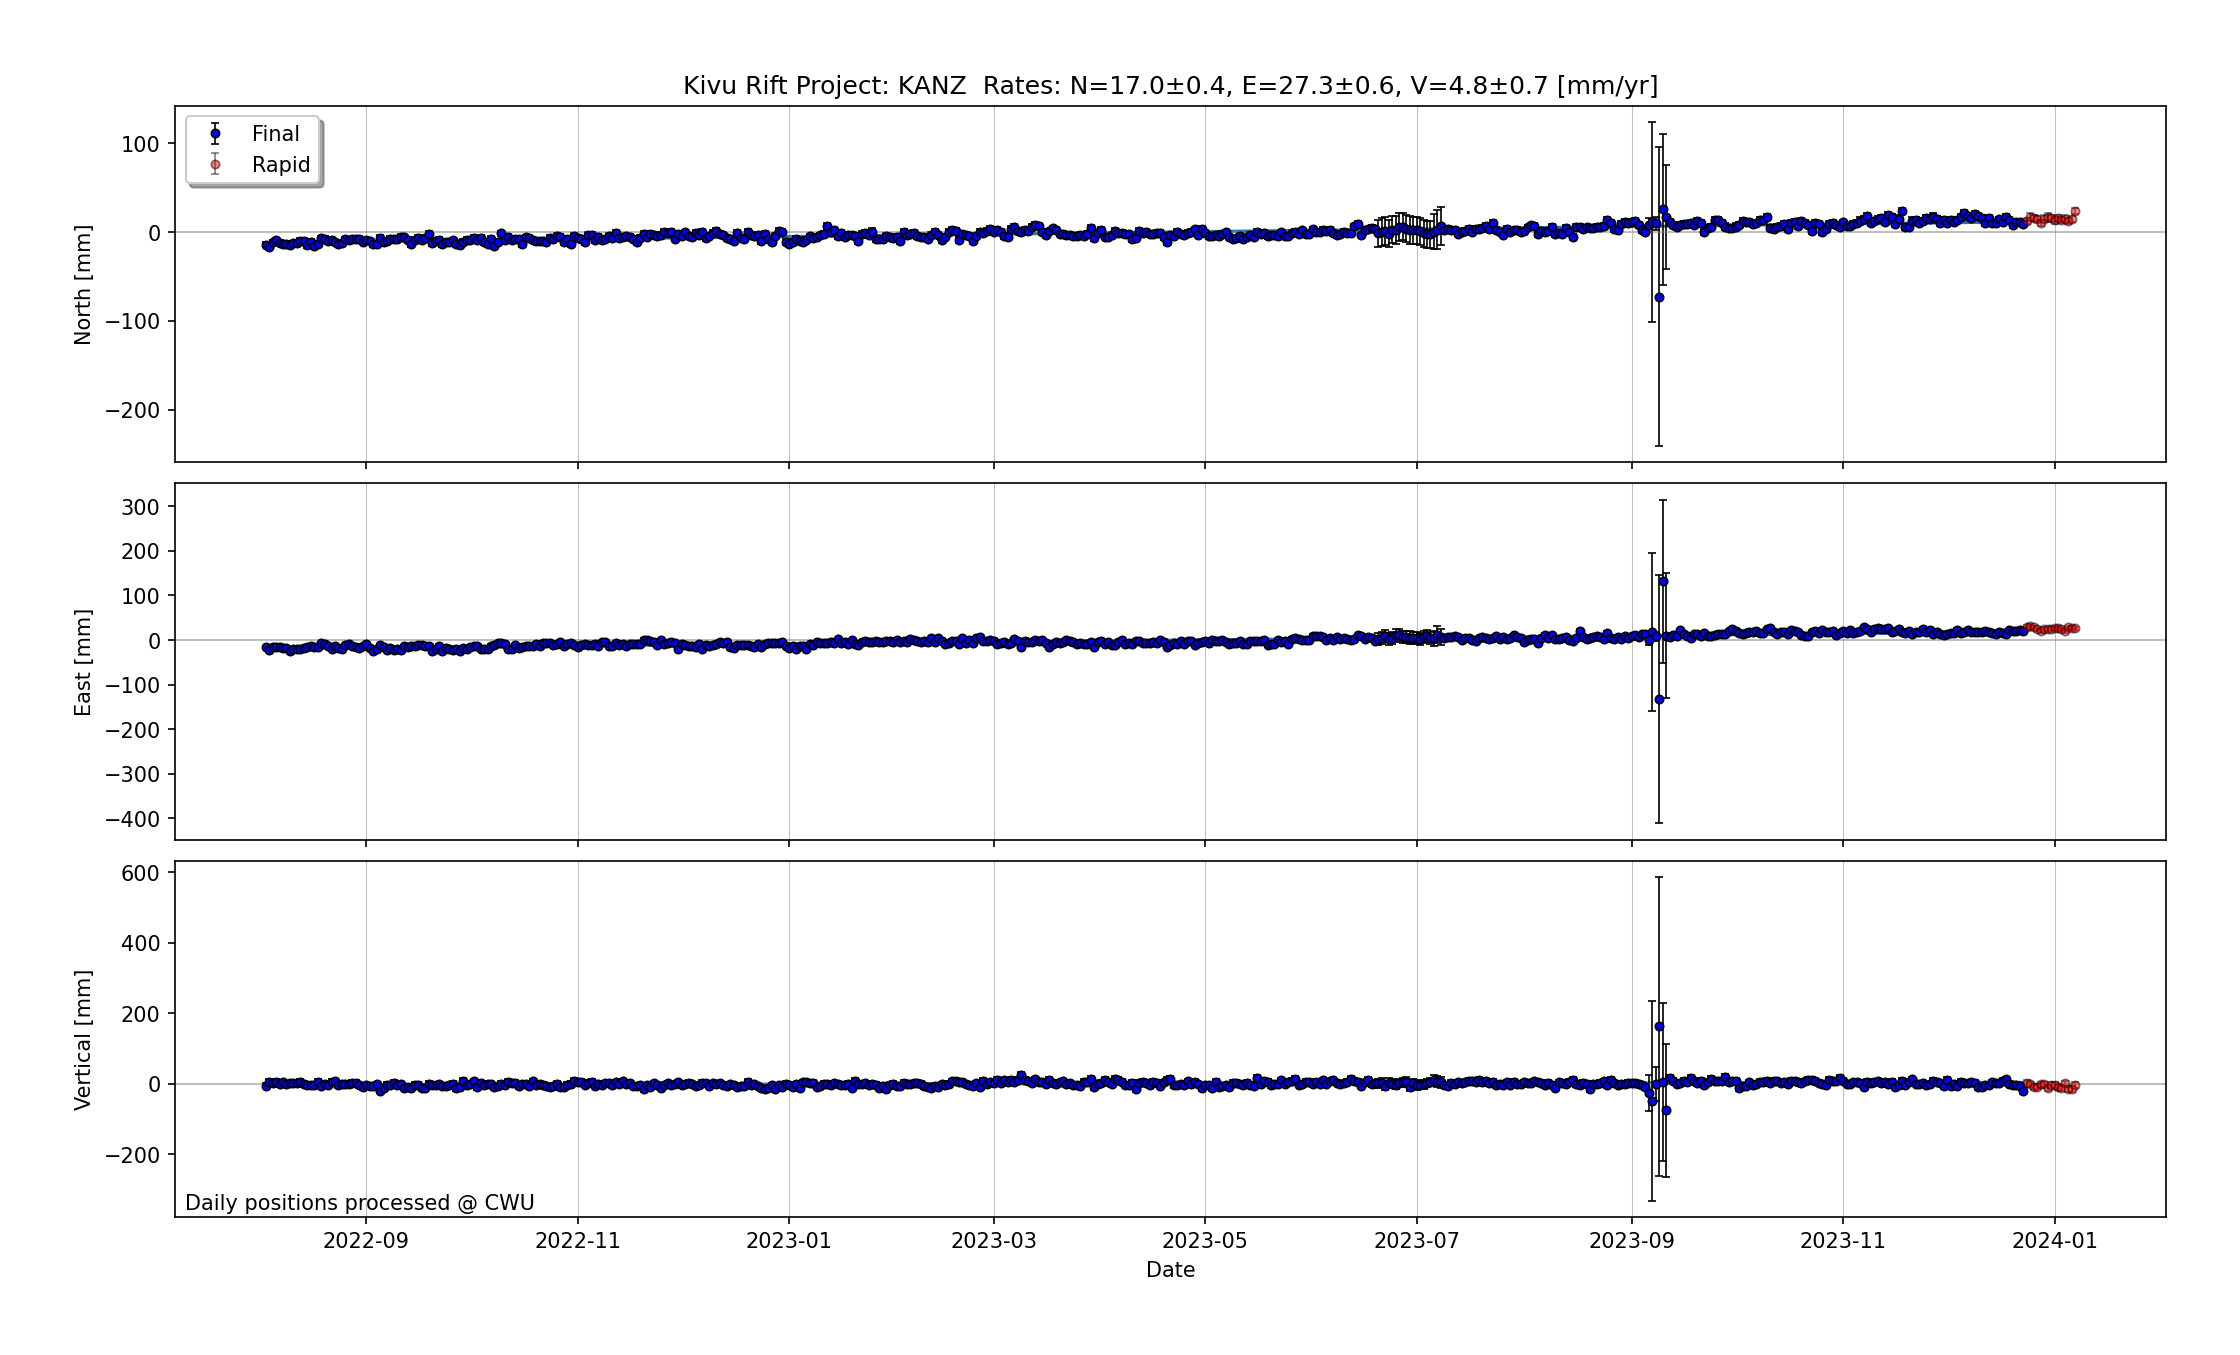 Kivu Rift Project: KANZ  Rates: N=17.0±0.4, E=27.3±0.6, V=4.8±0.7 [mm/yr]
Final
Rapid
100
0
−100
−200
North [mm]
300
200
100
0
−100
−200
−300
−400
East [mm]
600
400
200
0
−200
Vertical [mm]
Daily positions processed @ CWU
2022-09 2022-11 2023-01 2023-03 2023-05 2023-07 2023-09 2023-11 2024-01
Date